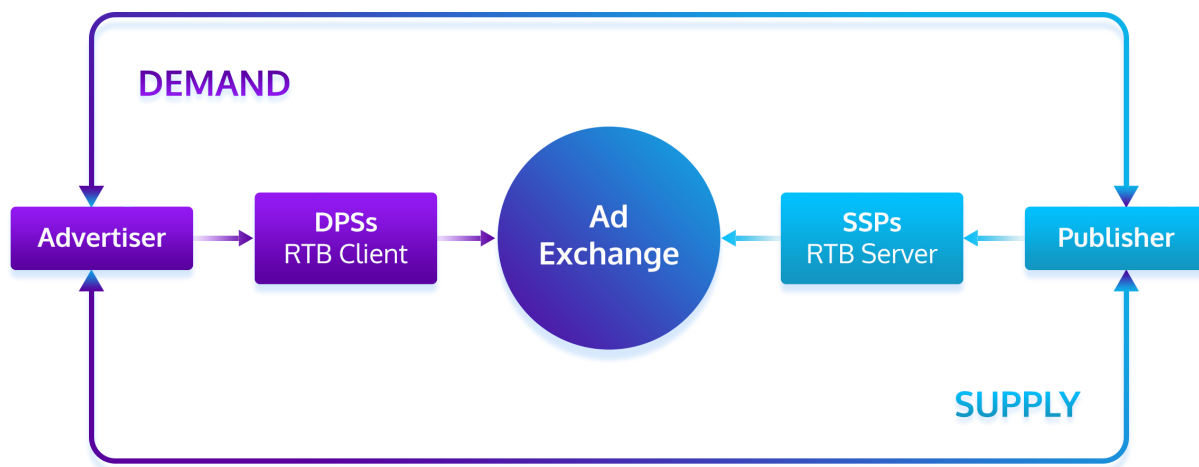 DEMAND
Advertiser
DPSs
RTB Client
Ad
Exchange
SSPs
RTB Server
Publisher
SUPPLY